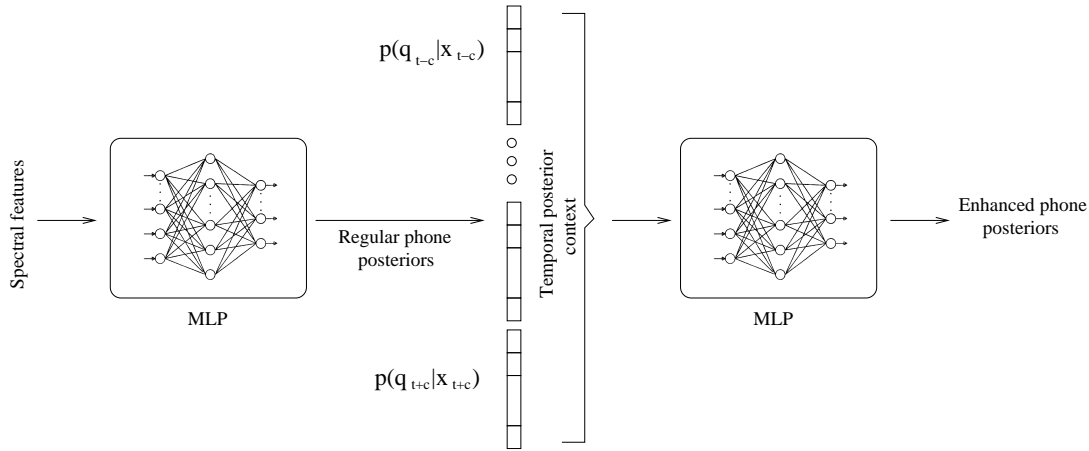 Spectral features
MLP
Regular phone
posteriors
p(q t−c|x t−c)
p(q t+c|x t+c)
Temporal posterior
context
MLP
Enhanced phone
posteriors